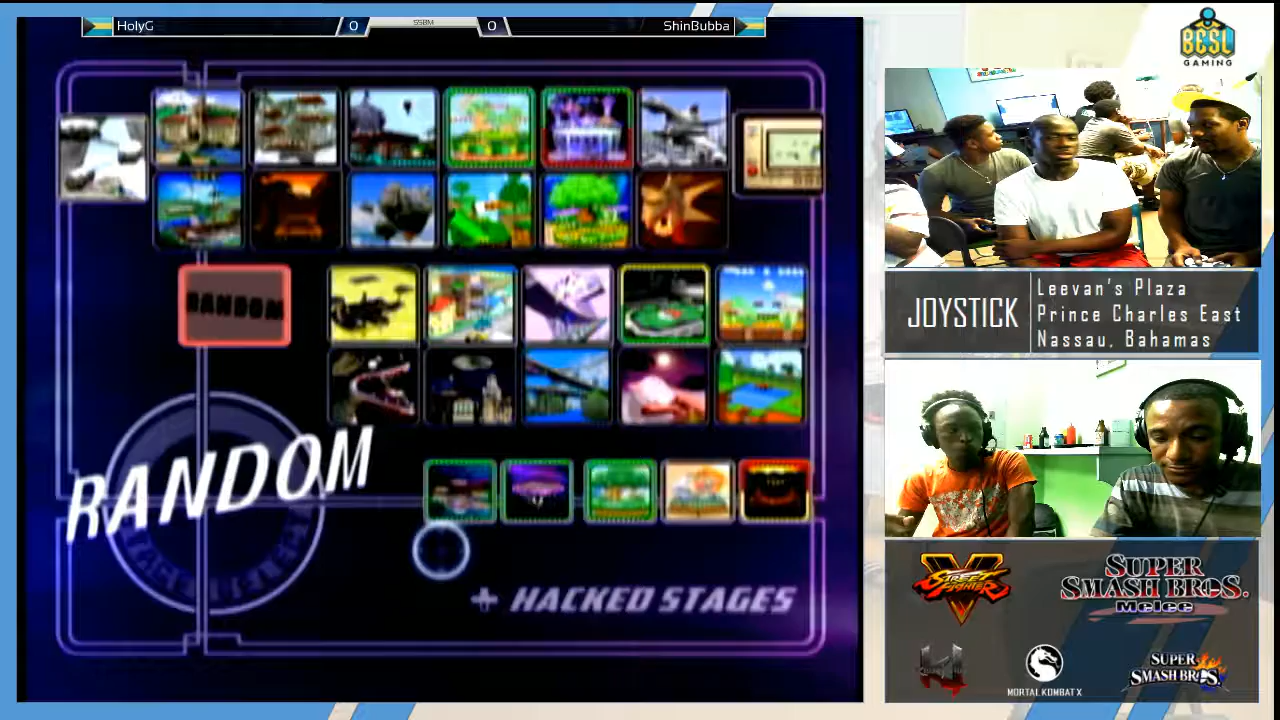 HolyG 0 SSBM 0 ShinBubba
BESL
GAMING
RANDOM
RANDOM
+ HACKED STAGES
JOYSTICK
Leevan's Plaza
Prince Charles East
Nassau, Bahamas
STREET FIGHTER V
SUPER
SMASH BROS.
Melee
MORTAL KOMBAT X
SUPER
SMASH BROS.